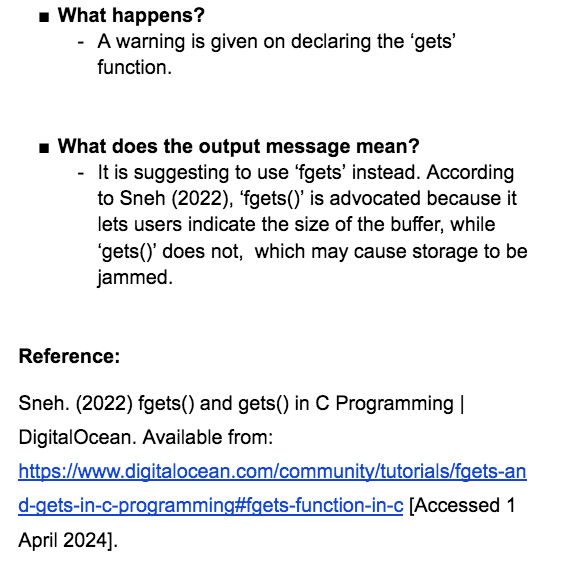 ■ What happens?
- A warning is given on declaring the ‘gets’
function.
■ What does the output message mean?
- It is suggesting to use ‘fgets’ instead. According
to Sneh (2022), ‘fgets()’ is advocated because it
lets users indicate the size of the buffer, while
‘gets()’ does not,  which may cause storage to be
jammed.
Reference:
Sneh. (2022) fgets() and gets() in C Programming |
DigitalOcean. Available from:
https://www.digitalocean.com/community/tutorials/fgets-an
d-gets-in-c-programming#fgets-function-in-c [Accessed 1
April 2024].